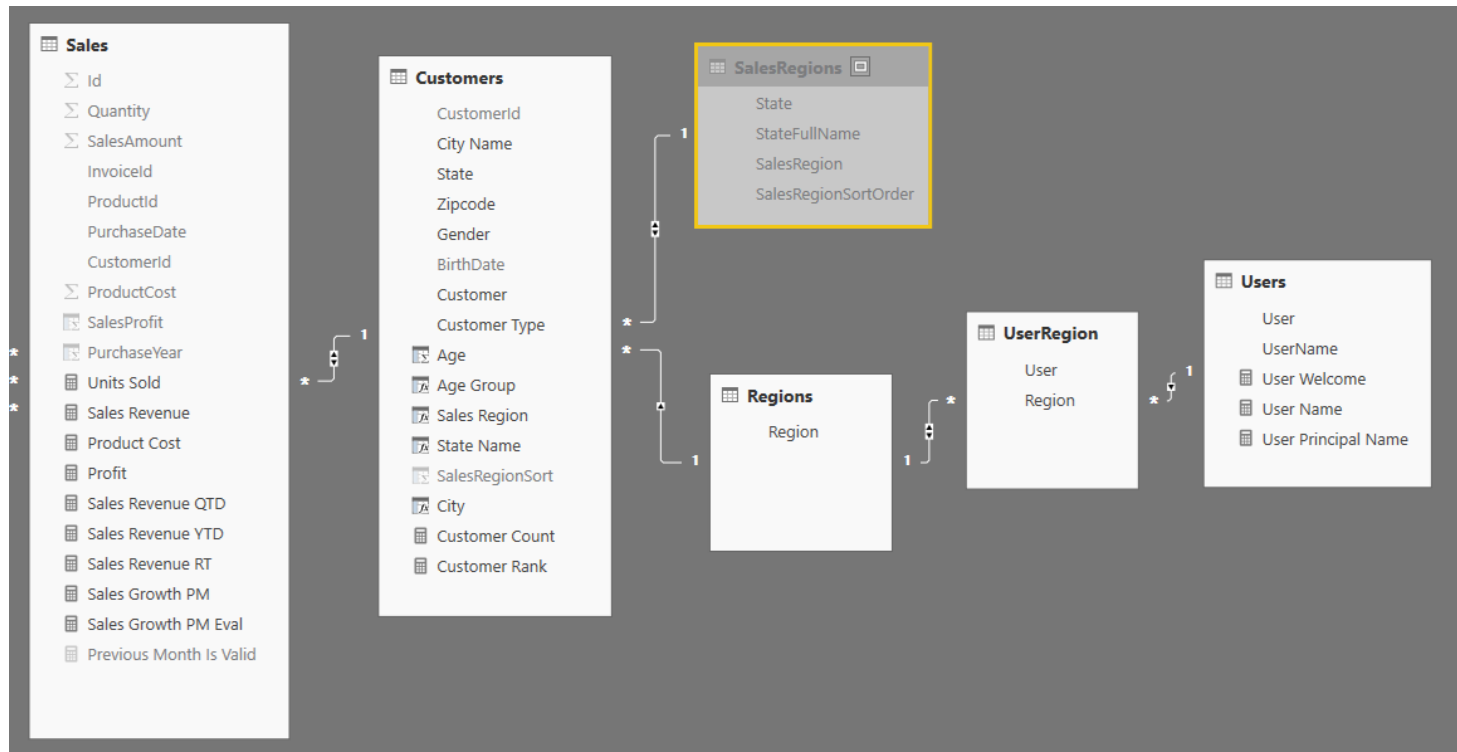 Sales
Σ Id
Σ Quantity
Σ SalesAmount
InvoiceId
ProductId
PurchaseDate
CustomerId
Σ ProductCost
SalesProfit
* PurchaseYear
* Units Sold
* Sales Revenue
Product Cost
Profit
Sales Revenue QTD
Sales Revenue YTD
Sales Revenue RT
Sales Growth PM
Sales Growth PM Eval
Previous Month Is Valid
1
*
Customers
CustomerId
City Name
State
Zipcode
Gender
BirthDate
Customer
Customer Type
Age
Age Group
Sales Region
State Name
SalesRegionSort
City
Customer Count
Customer Rank
*
*
1
SalesRegions
State
StateFullName
SalesRegion
SalesRegionSortOrder
1
Regions
Region
1
*
UserRegion
User
Region
*
1
Users
User
UserName
User Welcome
User Name
User Principal Name